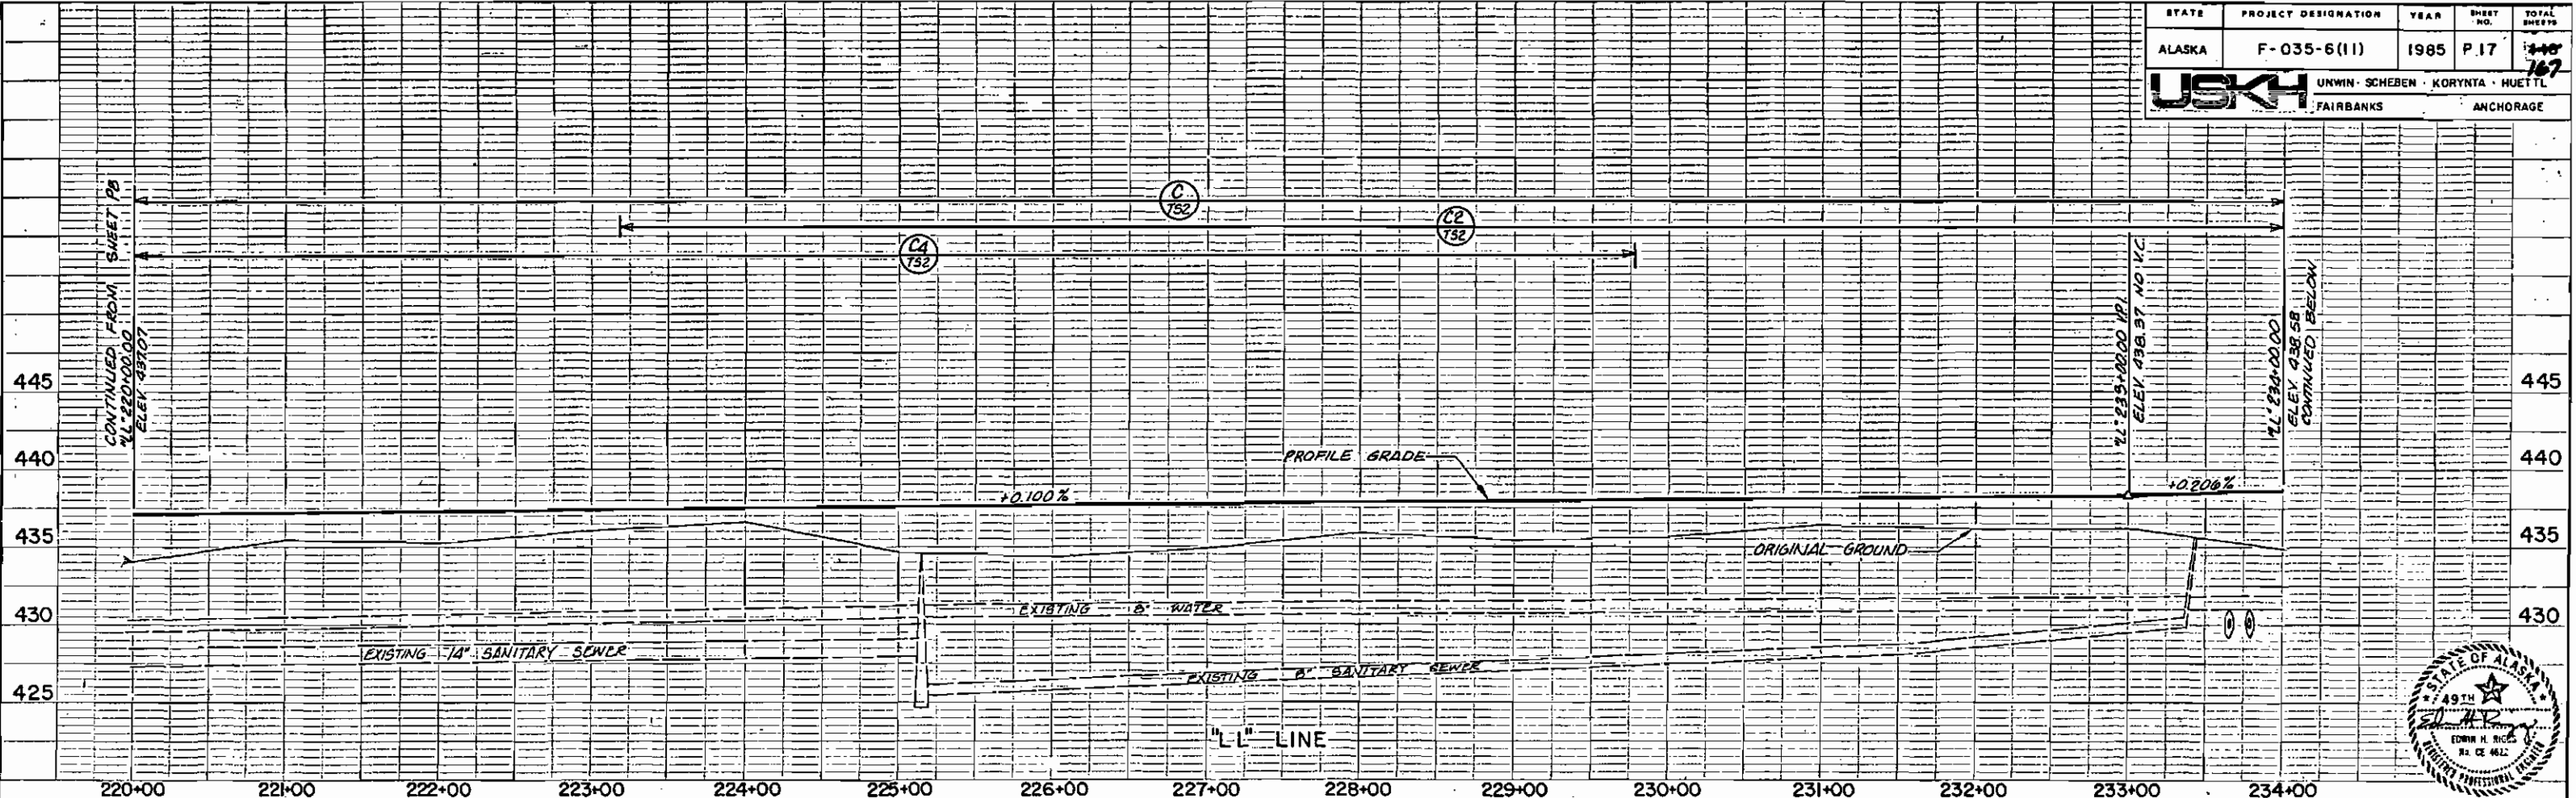 STATE PROJECT DESIGNATION YEAR SHEET NO. TOTAL SHEETS
ALASKA F-035-6(11) 1985 P.17
167
USKH UNWIN · SCHEBEN · KORYNTA · HUETTL
FAIRBANKS ANCHORAGE
CONTINUED FROM SHEET P8
"LL" 220+00.00
ELEV. 437.07
C
TS2
C2
TS2
C4
TS2
"LL" 233+00.00 V.P.I.
ELEV. 438.37 NO V.C.
"LL" 234+00.00
ELEV. 438.58
CONTINUED BELOW
445 445
440 440
435 435
430 430
425
PROFILE GRADE
+0.100%
+0.206%
ORIGINAL GROUND
EXISTING 8" WATER
EXISTING 14" SANITARY SEWER
EXISTING 8" SANITARY SEWER
"LL" LINE
STATE OF ALASKA
49TH
EDWIN H. RIGGS
REGISTERED PROFESSIONAL ENGINEER
220+00 221+00 222+00 223+00 224+00 225+00 226+00 227+00 228+00 229+00 230+00 231+00 232+00 233+00 234+00